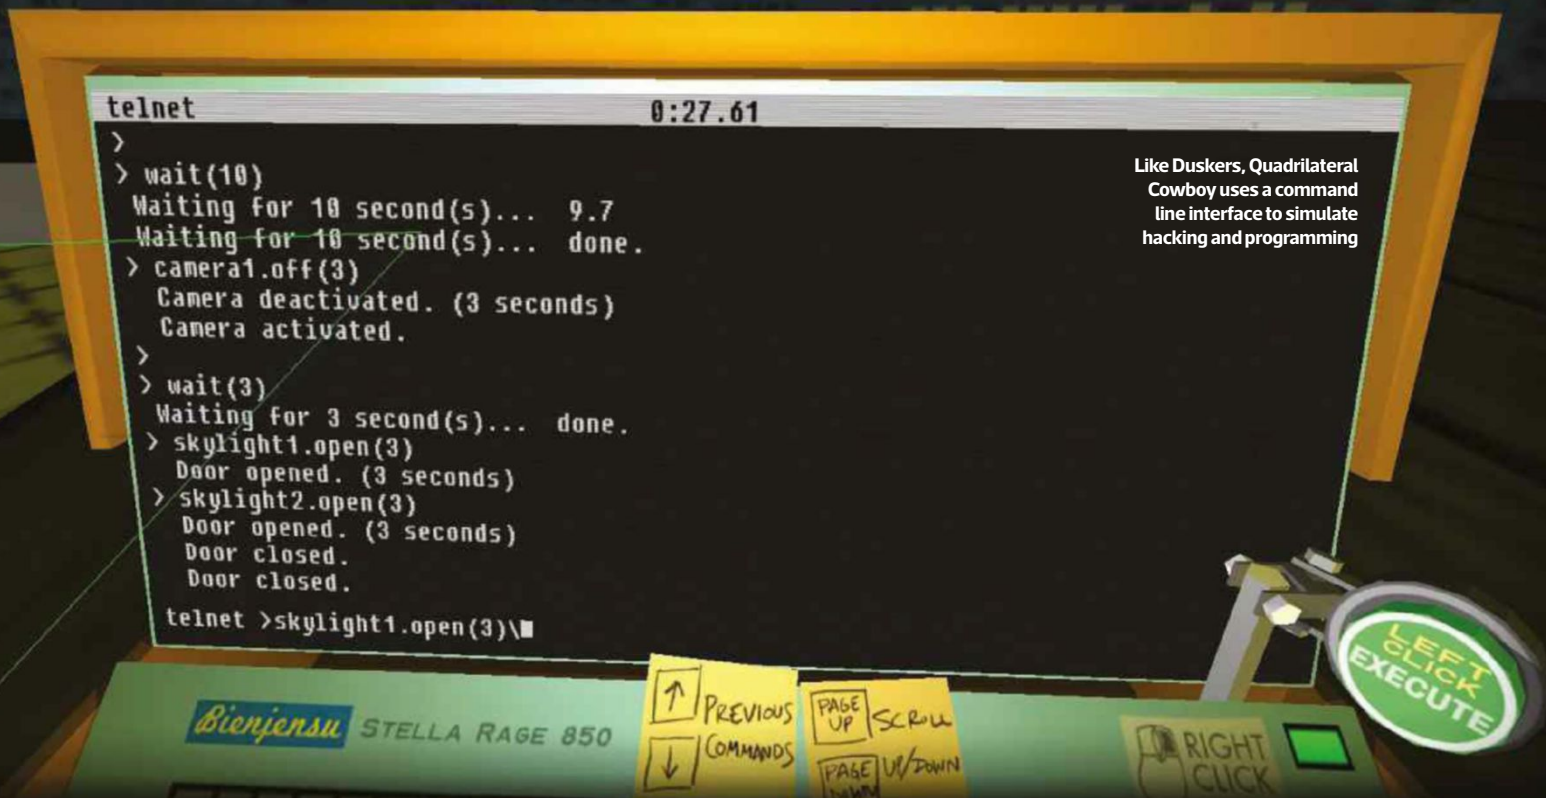 telnet 0:27.61
>
> wait(10)
Waiting for 10 second(s)... 9.7
Waiting for 10 second(s)... done.
> camera1.off(3)
Camera deactivated. (3 seconds)
Camera activated.
>
> wait(3)
Waiting for 3 second(s)... done.
> skylight1.open(3)
Door opened. (3 seconds)
> skylight2.open(3)
Door opened. (3 seconds)
Door closed.
Door closed.
telnet >skylight1.open(3)\
Like Duskers, Quadrilateral
Cowboy uses a command
line interface to simulate
hacking and programming
LEFT
CLICK
EXECUTE
Bienjensu STELLA RAGE 850
↑ PREVIOUS
↓ COMMANDS
PAGE
UP
SCROLL
PAGE
DOWN
UP/DOWN
RIGHT
CLICK